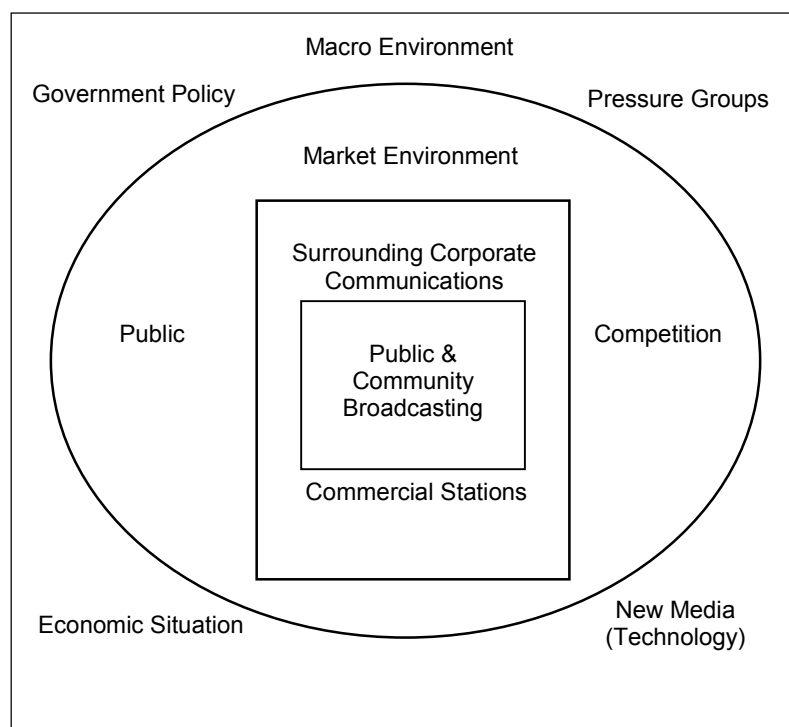 Macro Environment
Government Policy
Pressure Groups
Market Environment
Surrounding Corporate
Communications
Public
Competition
Public &
Community
Broadcasting
Commercial Stations
Economic Situation
New Media
(Technology)